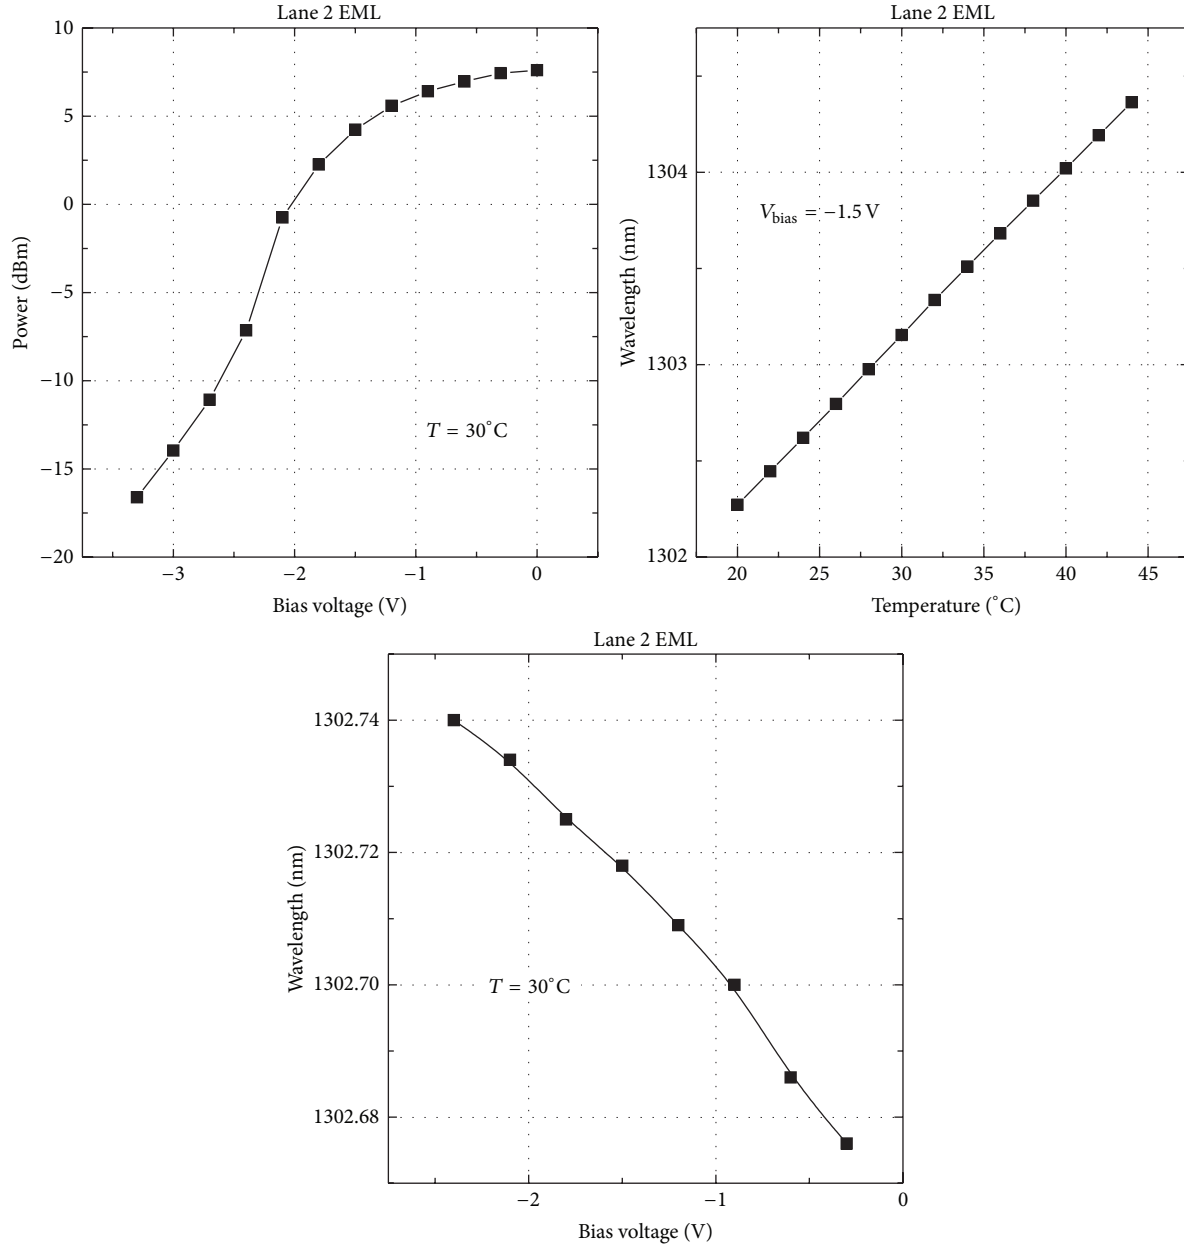 Lane 2 EML
10
5
0
−5
−10
−15
−20
Power (dBm)
T = 30°C
−3
−2
−1
0
Bias voltage (V)
Lane 2 EML
1304
1303
1302
Wavelength (nm)
Vbias = −1.5 V
20
25
30
35
40
45
Temperature (°C)
Lane 2 EML
1302.74
1302.72
1302.70
1302.68
Wavelength (nm)
T = 30°C
−2
−1
0
Bias voltage (V)